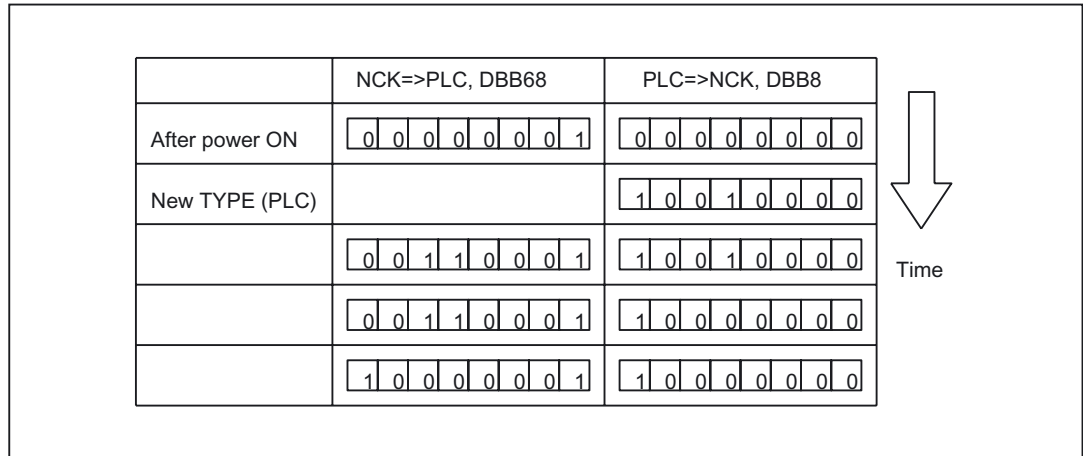 NCK=>PLC, DBB68 PLC=>NCK, DBB8
After power ON 0 0 0 0 0 0 0 1 0 0 0 0 0 0 0 0
New TYPE (PLC) 1 0 0 1 0 0 0 0
0 0 1 1 0 0 0 1 1 0 0 1 0 0 0 0
Time
0 0 1 1 0 0 0 1 1 0 0 0 0 0 0 0
1 0 0 0 0 0 0 1 1 0 0 0 0 0 0 0